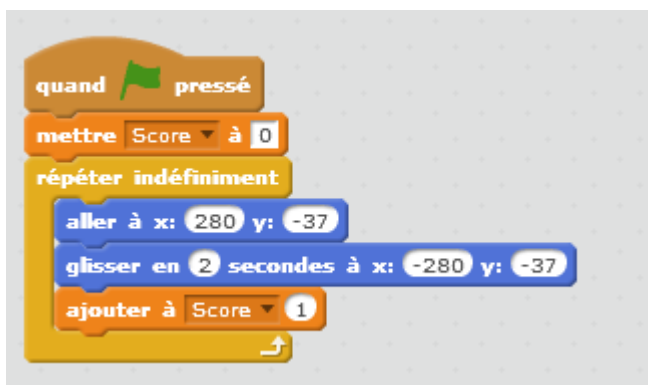 quand pressé
mettre Score à 0
répéter indéfiniment
aller à x: 280 y: -37
glisser en 2 secondes à x: -280 y: -37
ajouter à Score 1